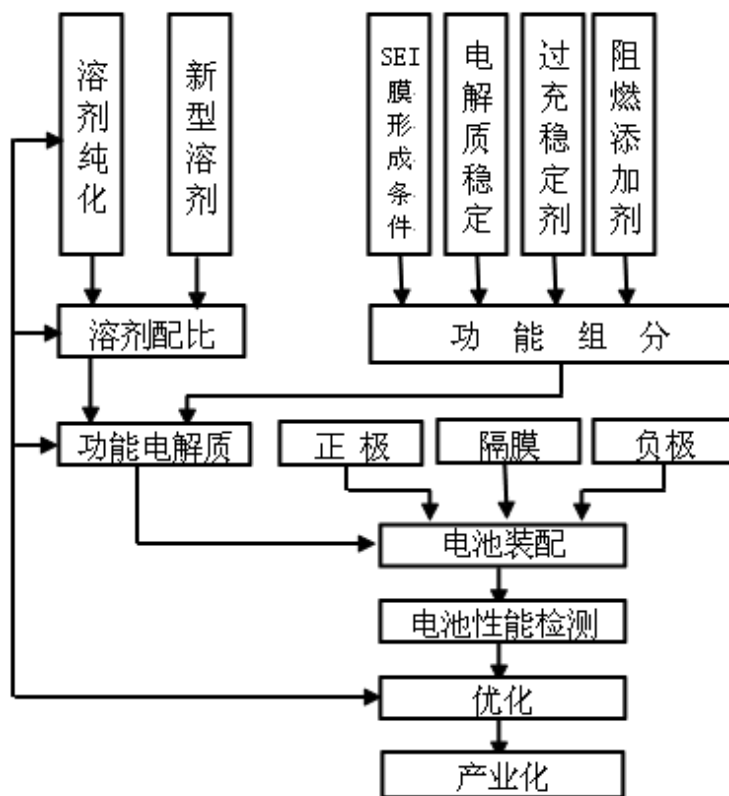 溶剂纯化
新型溶剂
SEI膜形成条件
电解质稳定
过充稳定剂
阻燃添加剂
溶剂配比
功能组分
功能电解质
正极
隔膜
负极
电池装配
电池性能检测
优化
产业化